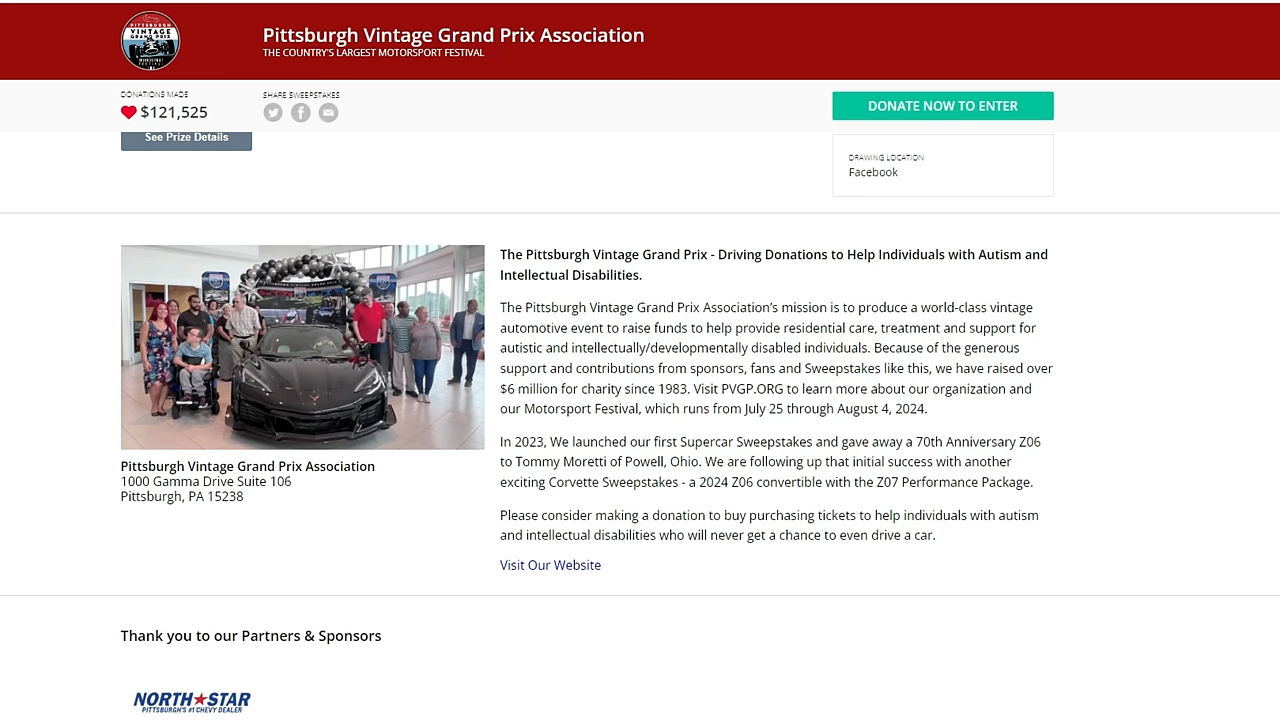 PITTSBURGH
VINTAGE
GRAND PRIX
Pittsburgh Vintage Grand Prix Association
THE COUNTRY'S LARGEST MOTORSPORT FESTIVAL
DONATIONS MADE
$121,525
SHARE SWEEPSTAKES
DONATE NOW TO ENTER
See Prize Details
DRAWING LOCATION
Facebook
The Pittsburgh Vintage Grand Prix - Driving Donations to Help Individuals with Autism and
Intellectual Disabilities.
The Pittsburgh Vintage Grand Prix Association’s mission is to produce a world-class vintage
automotive event to raise funds to help provide residential care, treatment and support for
autistic and intellectually/developmentally disabled individuals. Because of the generous
support and contributions from sponsors, fans and Sweepstakes like this, we have raised over
$6 million for charity since 1983. Visit PVGP.ORG to learn more about our organization and
our Motorsport Festival, which runs from July 25 through August 4, 2024.
In 2023, We launched our first Supercar Sweepstakes and gave away a 70th Anniversary Z06
to Tommy Moretti of Powell, Ohio. We are following up that initial success with another
exciting Corvette Sweepstakes - a 2024 Z06 convertible with the Z07 Performance Package.
Please consider making a donation to buy purchasing tickets to help individuals with autism
and intellectual disabilities who will never get a chance to even drive a car.
Visit Our Website
Pittsburgh Vintage Grand Prix Association
1000 Gamma Drive Suite 106
Pittsburgh, PA 15238
Thank you to our Partners & Sponsors
NORTH STAR
PITTSBURGH'S #1 CHEVY DEALER